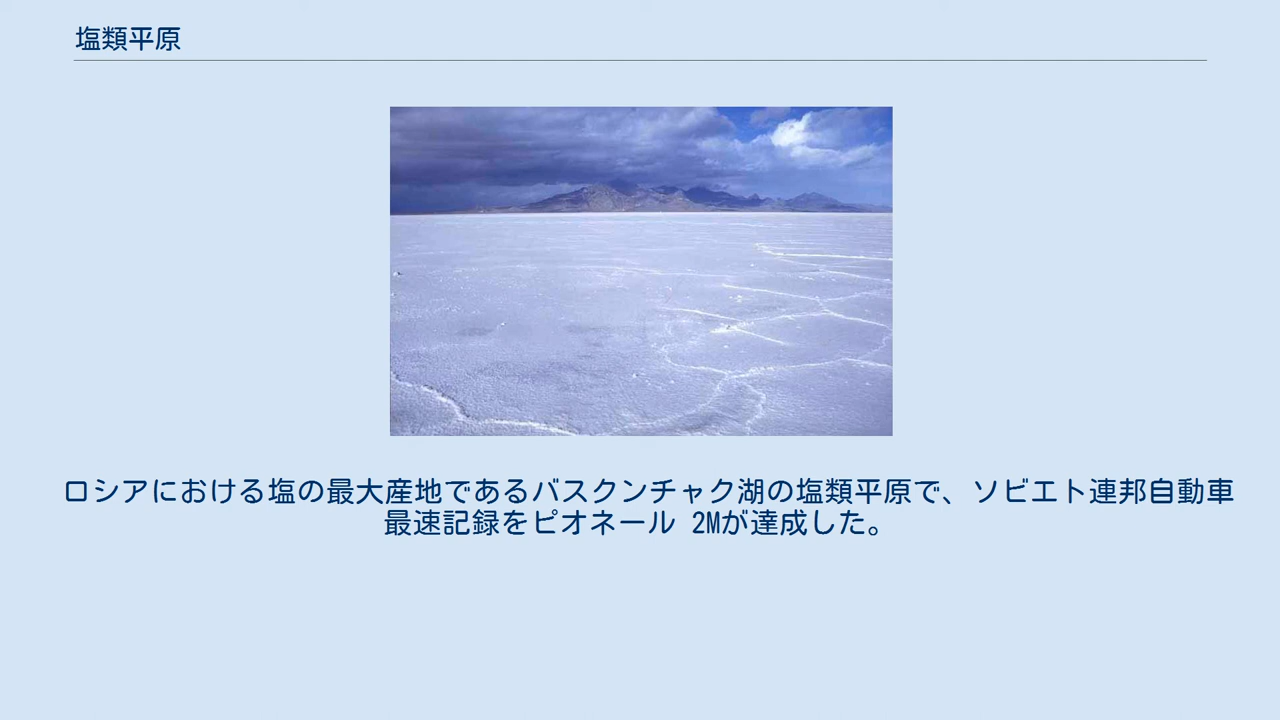 塩類平原
ロシアにおける塩の最大産地であるバスクンチャク湖の塩類平原で、ソビエト連邦自動車
最速記録をピオネール 2Mが達成した。